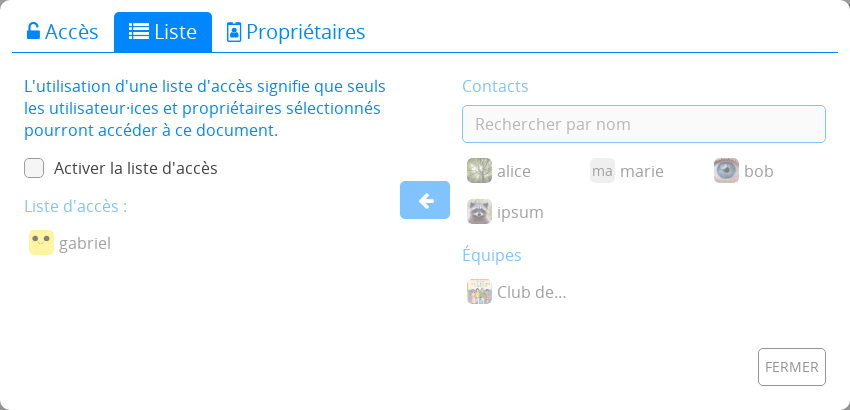 Accès
Liste
Propriétaires
L'utilisation d'une liste d'accès signifie que seuls
les utilisateur·ices et propriétaires sélectionnés
pourront accéder à ce document.
Activer la liste d'accès
Liste d'accès :
gabriel
Contacts
Rechercher par nom
alice
ma marie
bob
ipsum
Équipes
Club de...
FERMER